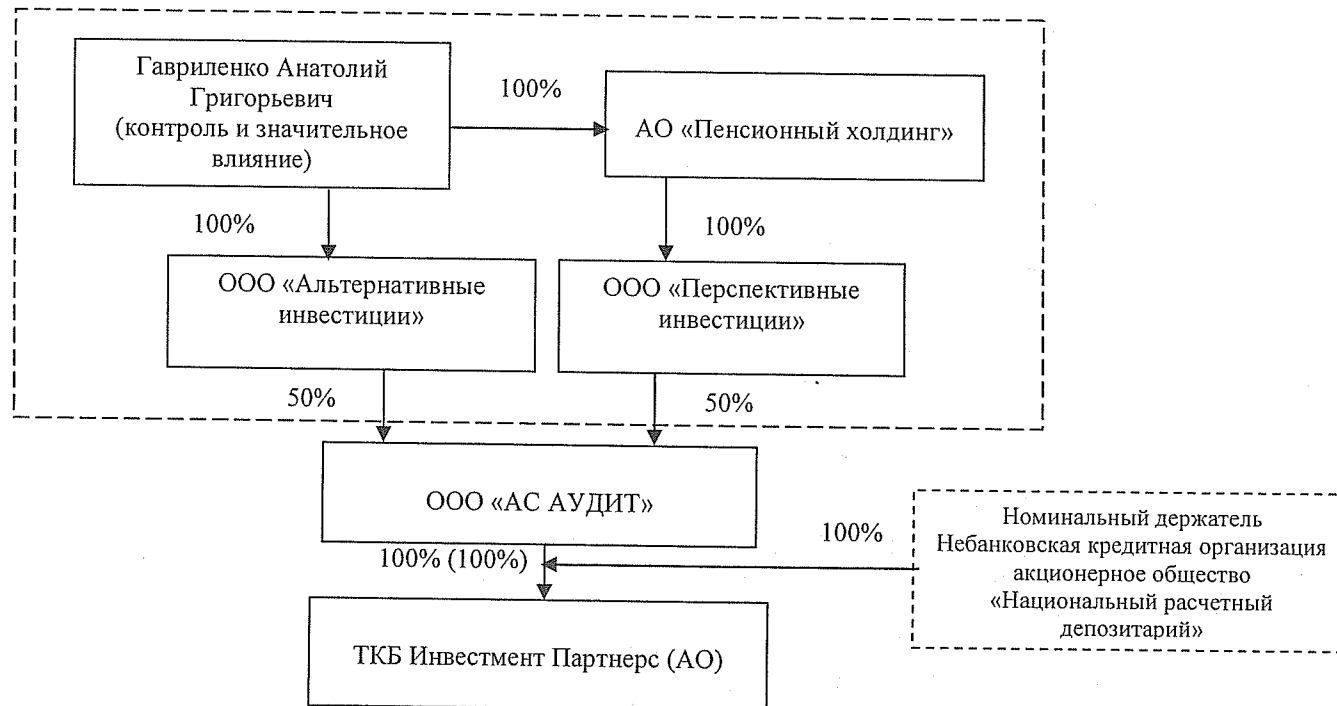 Гавриленко Анатолий
Григорьевич
(контроль и значительное
влияние)
100%
АО «Пенсионный холдинг»
100%
100%
ООО «Альтернативные
инвестиции»
ООО «Перспективные
инвестиции»
50%
50%
ООО «АС АУДИТ»
100%
Номинальный держатель
Небанковская кредитная организация
акционерное общество
«Национальный расчетный
депозитарий»
100% (100%)
ТКБ Инвестмент Партнерс (АО)